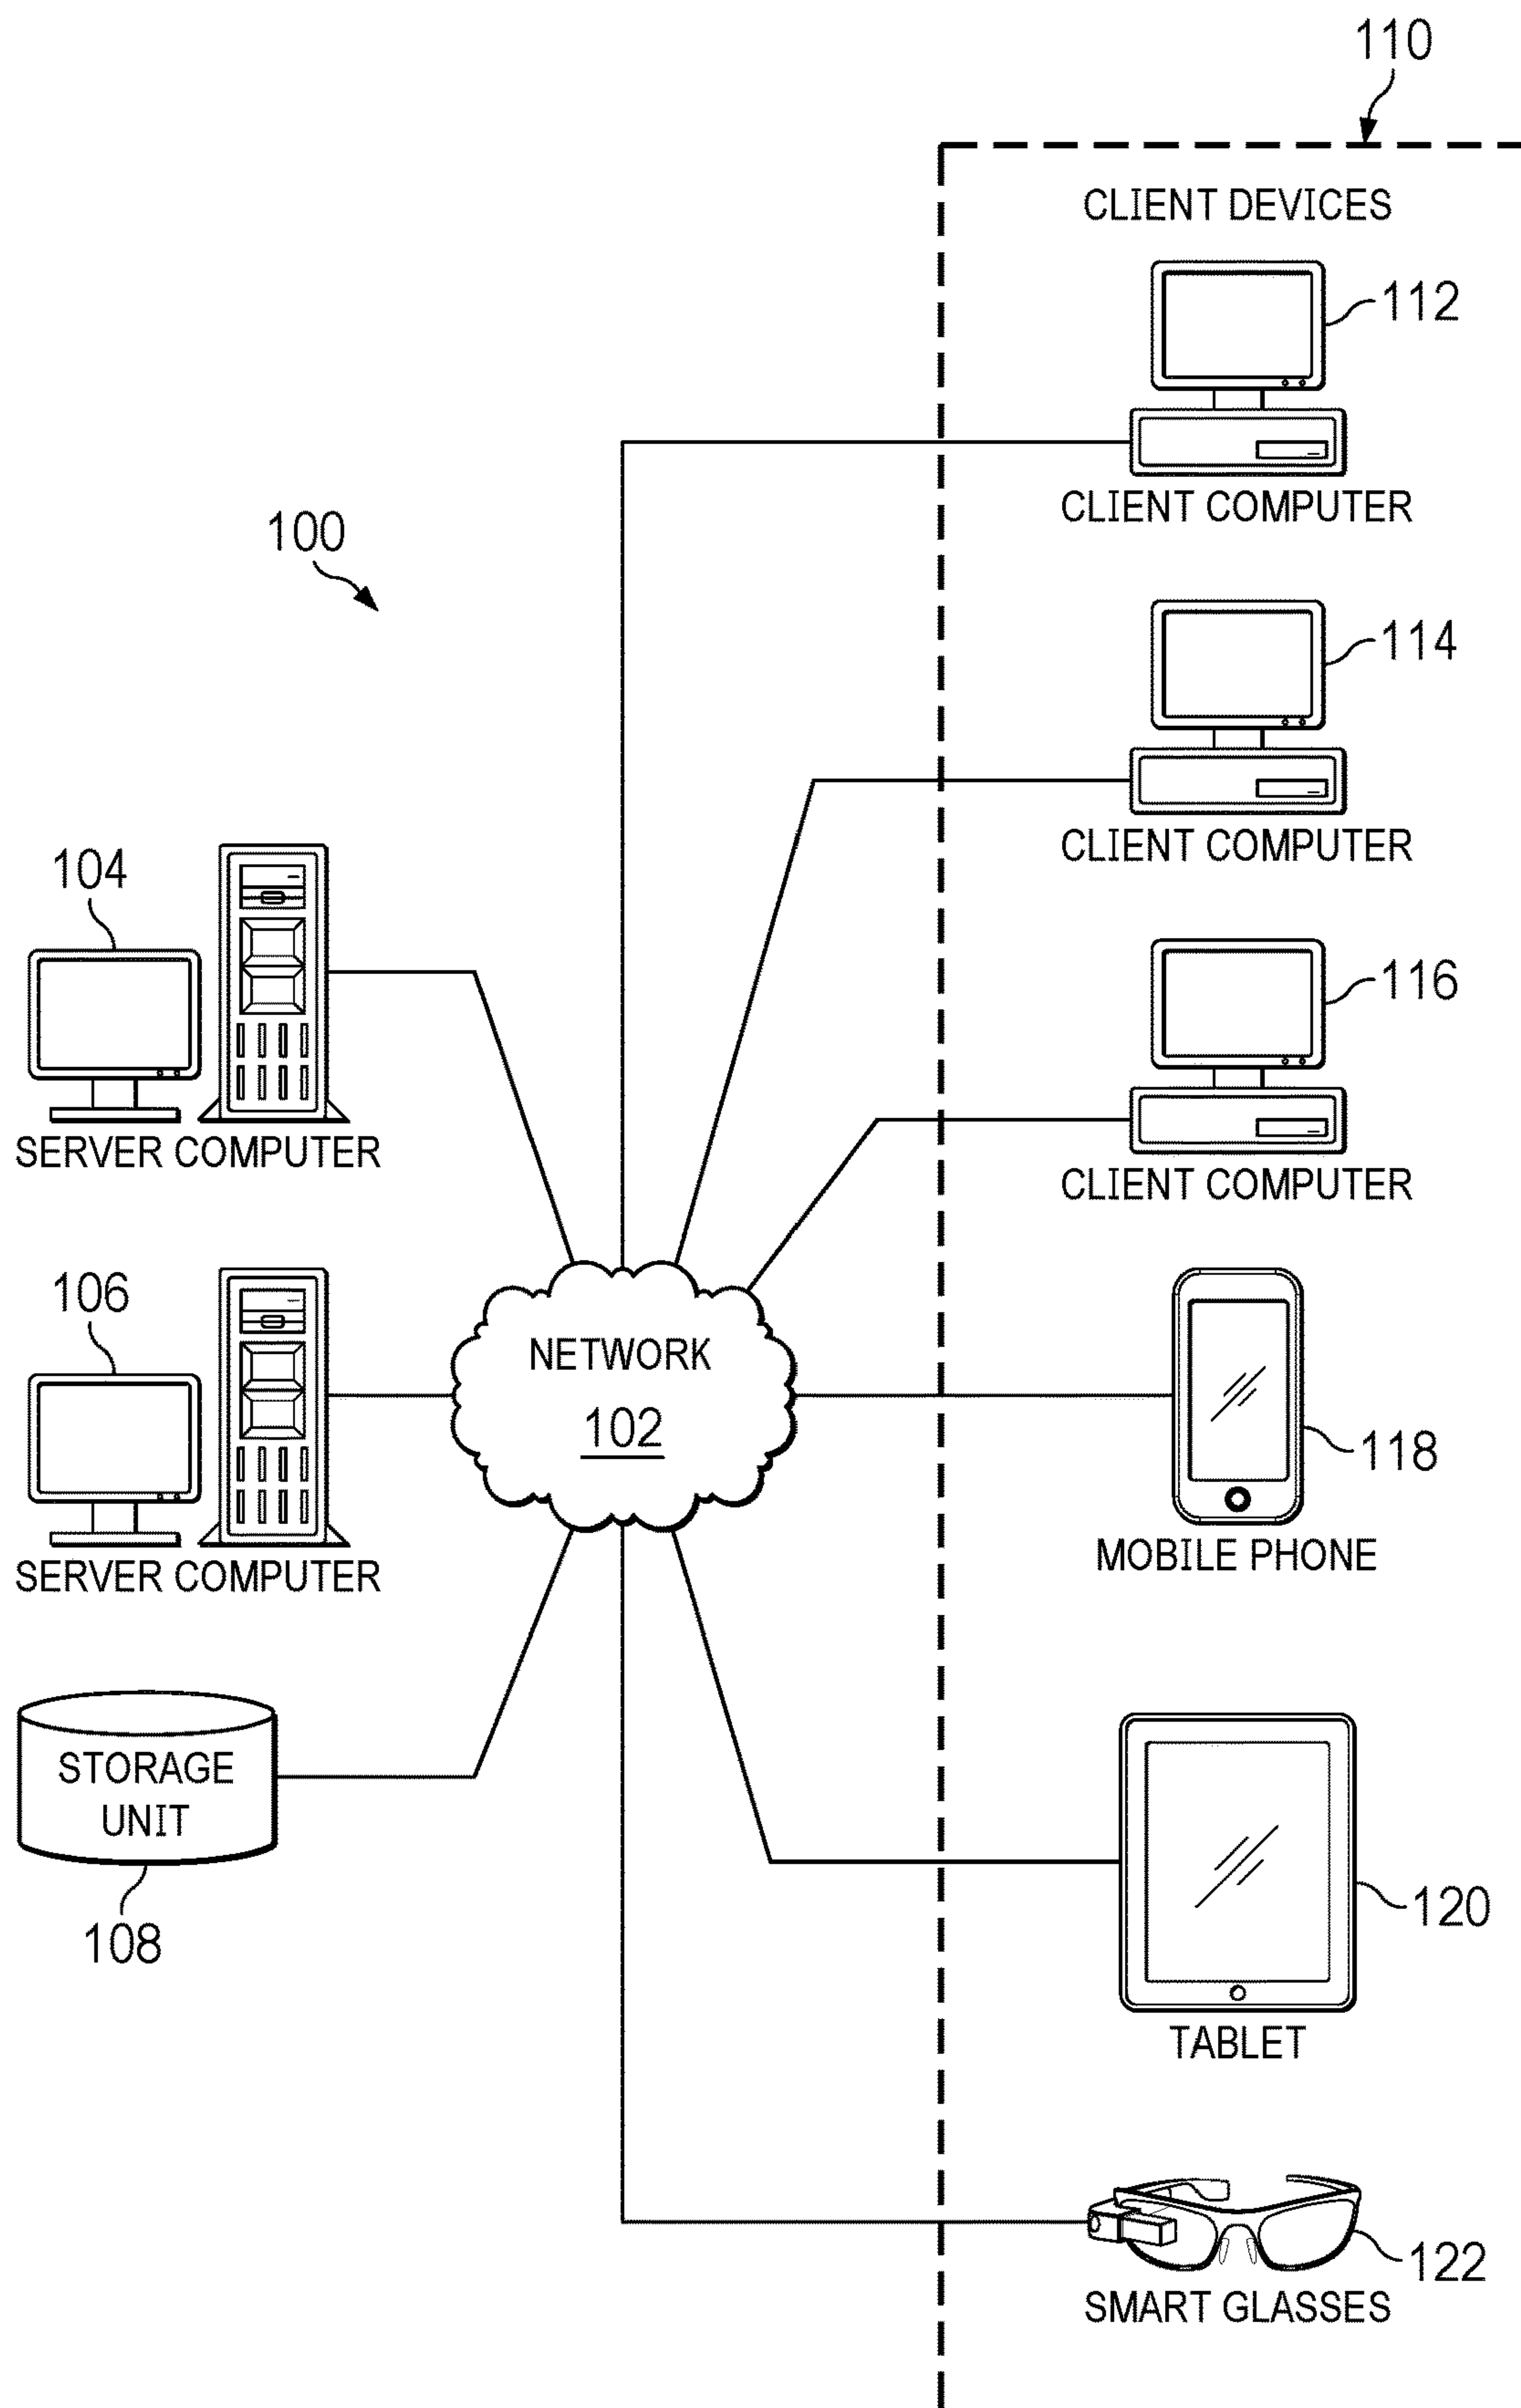 110
CLIENT DEVICES
112
CLIENT COMPUTER
100
114
CLIENT COMPUTER
104
SERVER COMPUTER
116
CLIENT COMPUTER
106
SERVER COMPUTER
NETWORK
102
118
MOBILE PHONE
STORAGE
UNIT
108
120
TABLET
122
SMART GLASSES